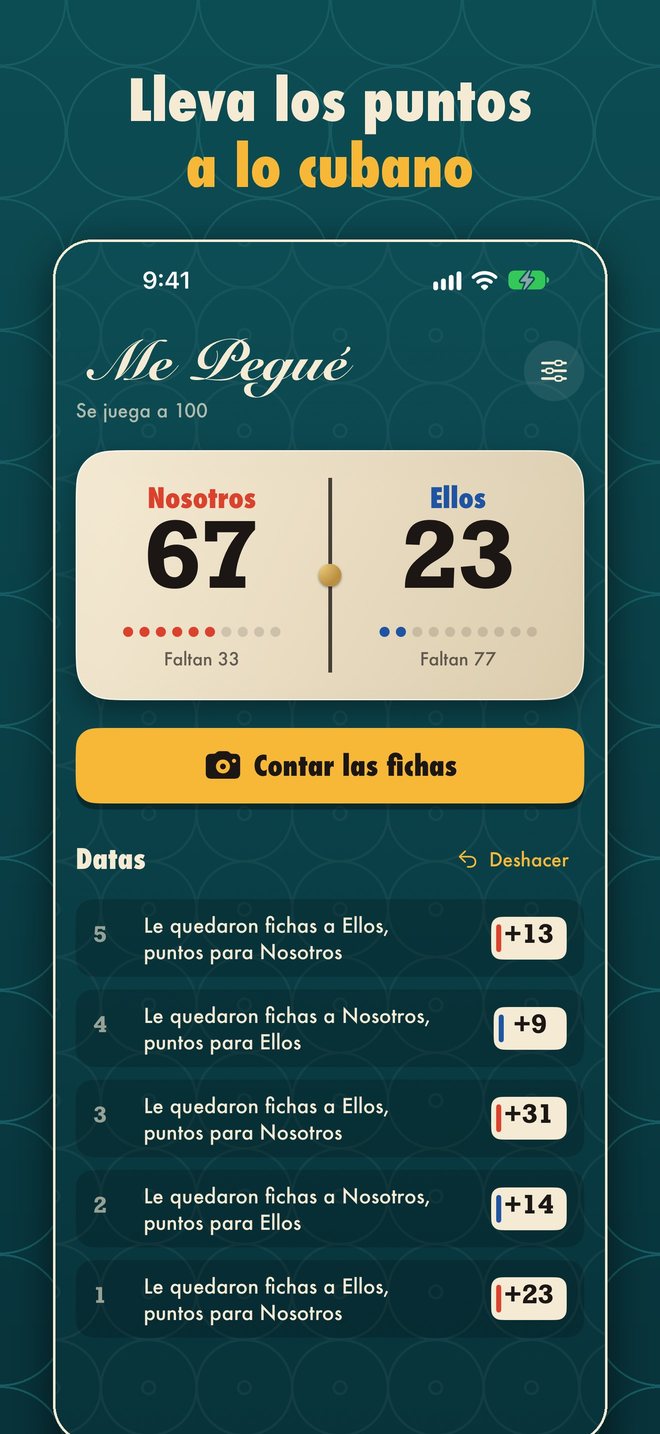 Lleva los puntos
a lo cubano
9:41
Me Pegué
Se juega a 100
Nosotros
Ellos
67
23
Faltan 33
Faltan 77
Contar las fichas
Datas
Deshacer
5
Le quedaron fichas a Ellos,
puntos para Nosotros
+13
4
Le quedaron fichas a Nosotros,
puntos para Ellos
+9
3
Le quedaron fichas a Ellos,
puntos para Nosotros
+31
2
Le quedaron fichas a Nosotros,
puntos para Ellos
+14
1
Le quedaron fichas a Ellos,
puntos para Nosotros
+23